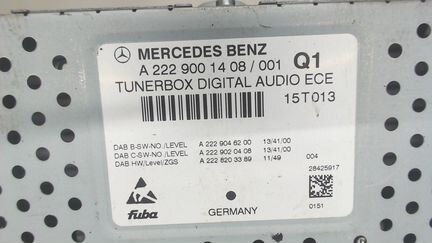 MERCEDES BENZ
A 222 900 14 08 / 001 Q1
TUNERBOX DIGITAL AUDIO ECE
15T013
DAB B-SW-NO /LEVEL A 222 904 62 00 13/41/00
DAB C-SW-NO /LEVEL A 222 902 04 08 13/41/00
DAB HW/Level/ZGS A 222 820 33 89 11/49
004
28425917
0151
fuba
GERMANY